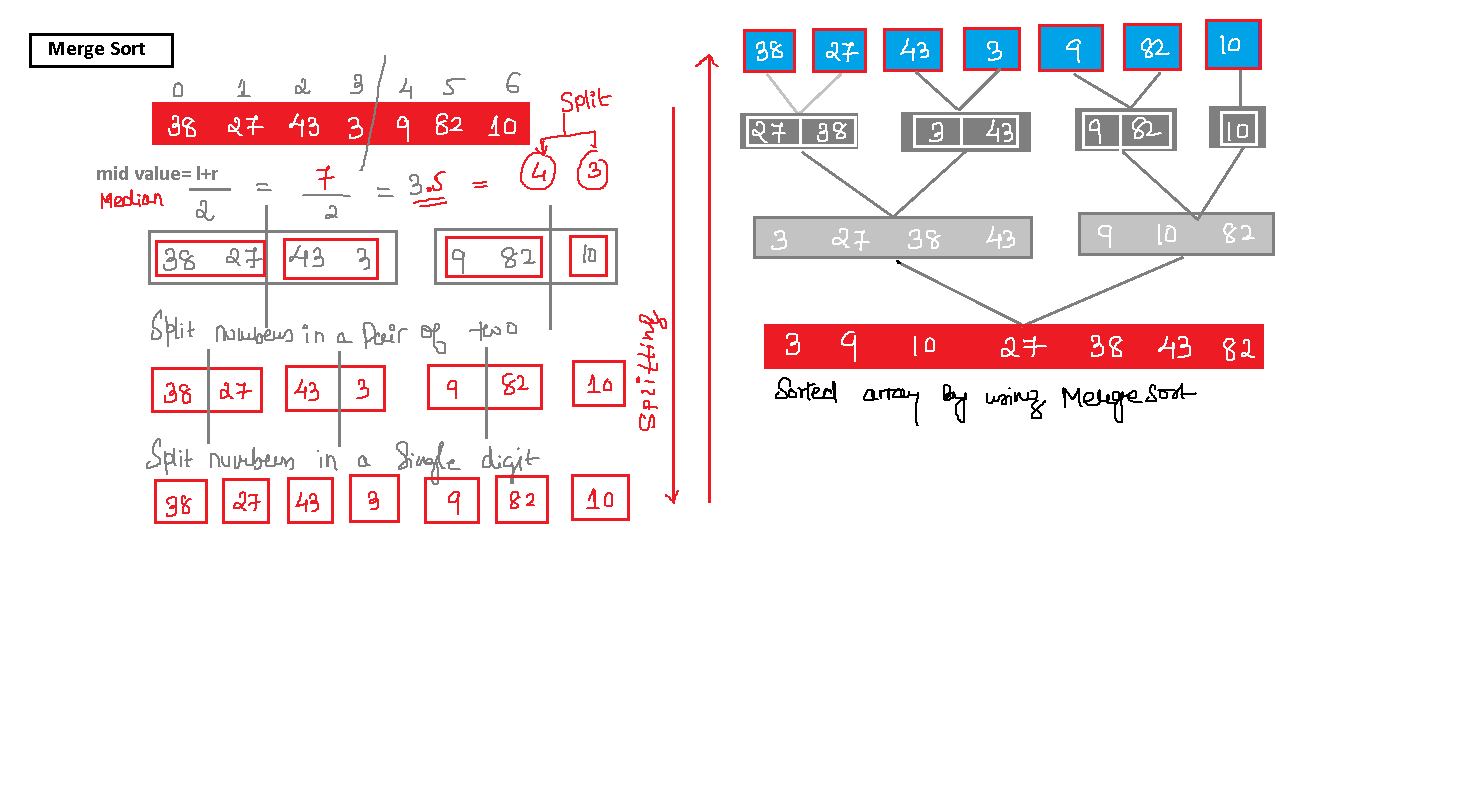 Merge Sort
0 1 2 3 4 5 6
38 27 43 3 9 82 10
Split
4 3
mid value= l+r
Median
2
= 7 = 3.5 =
2
38 27 43 3 9 82 10
Split numbers in a Pair of two
38 27 43 3 9 82 10
Split numbers in a Single digit
38 27 43 3 9 82 10
Splitting
38 27 43 3 9 82 10
27 38 3 43 9 82 10
3 27 38 43 9 10 82
3 9 10 27 38 43 82
Sorted array by using Merge Sort